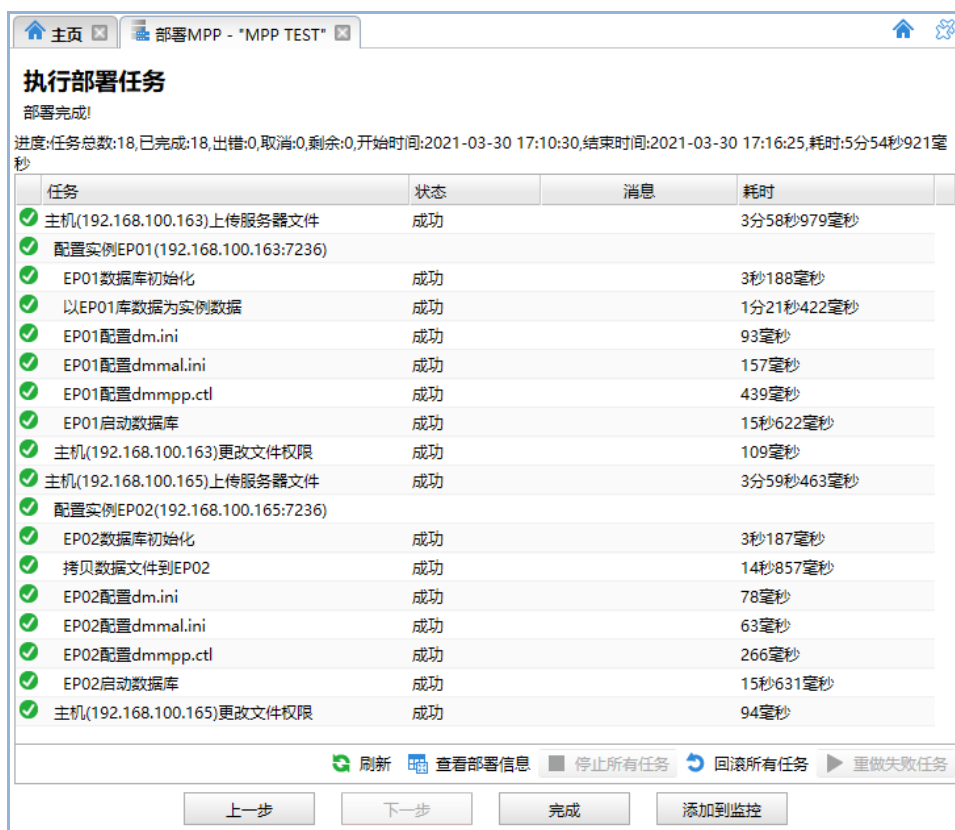 主页 部署MPP - "MPP TEST"
执行部署任务
部署完成!
进度:任务总数:18,已完成:18,出错:0,取消:0,剩余:0,开始时间:2021-03-30 17:10:30,结束时间:2021-03-30 17:16:25,耗时:5分54秒921毫
秒
任务 状态 消息 耗时
主机(192.168.100.163)上传服务器文件 成功 3分58秒979毫秒
配置实例EP01(192.168.100.163:7236)
EP01数据库初始化 成功 3秒188毫秒
以EP01库数据为实例数据 成功 1分21秒422毫秒
EP01配置dm.ini 成功 93毫秒
EP01配置dmmal.ini 成功 157毫秒
EP01配置dmmpp.ctl 成功 439毫秒
EP01启动数据库 成功 15秒622毫秒
主机(192.168.100.163)更改文件权限 成功 109毫秒
主机(192.168.100.165)上传服务器文件 成功 3分59秒463毫秒
配置实例EP02(192.168.100.165:7236)
EP02数据库初始化 成功 3秒187毫秒
拷贝数据文件到EP02 成功 14秒857毫秒
EP02配置dm.ini 成功 78毫秒
EP02配置dmmal.ini 成功 63毫秒
EP02配置dmmpp.ctl 成功 266毫秒
EP02启动数据库 成功 15秒631毫秒
主机(192.168.100.165)更改文件权限 成功 94毫秒
刷新 查看部署信息 停止所有任务 回滚所有任务 重做失败任务
上一步 下一步 完成 添加到监控